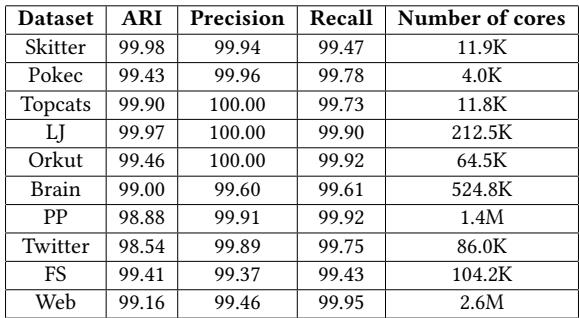 Dataset ARI Precision Recall Number of cores
Skitter 99.98 99.94 99.47 11.9K
Pokec 99.43 99.96 99.78 4.0K
Topcats 99.90 100.00 99.73 11.8K
LJ 99.97 100.00 99.90 212.5K
Orkut 99.46 100.00 99.92 64.5K
Brain 99.00 99.60 99.61 524.8K
PP 98.88 99.91 99.92 1.4M
Twitter 98.54 99.89 99.75 86.0K
FS 99.41 99.37 99.43 104.2K
Web 99.16 99.46 99.95 2.6M